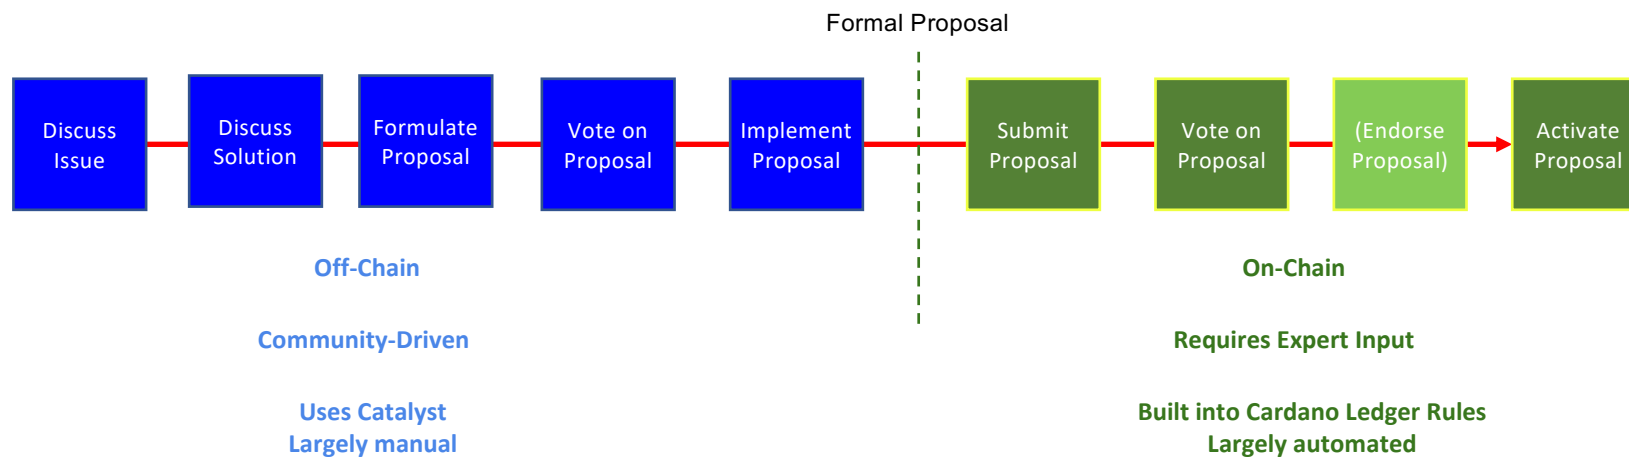 Formal Proposal
Discuss
Issue
Discuss
Solution
Formulate
Proposal
Vote on
Proposal
Implement
Proposal
Submit
Proposal
Vote on
Proposal
(Endorse
Proposal)
Activate
Proposal
Off-Chain
On-Chain
Community-Driven
Requires Expert Input
Uses Catalyst
Largely manual
Built into Cardano Ledger Rules
Largely automated